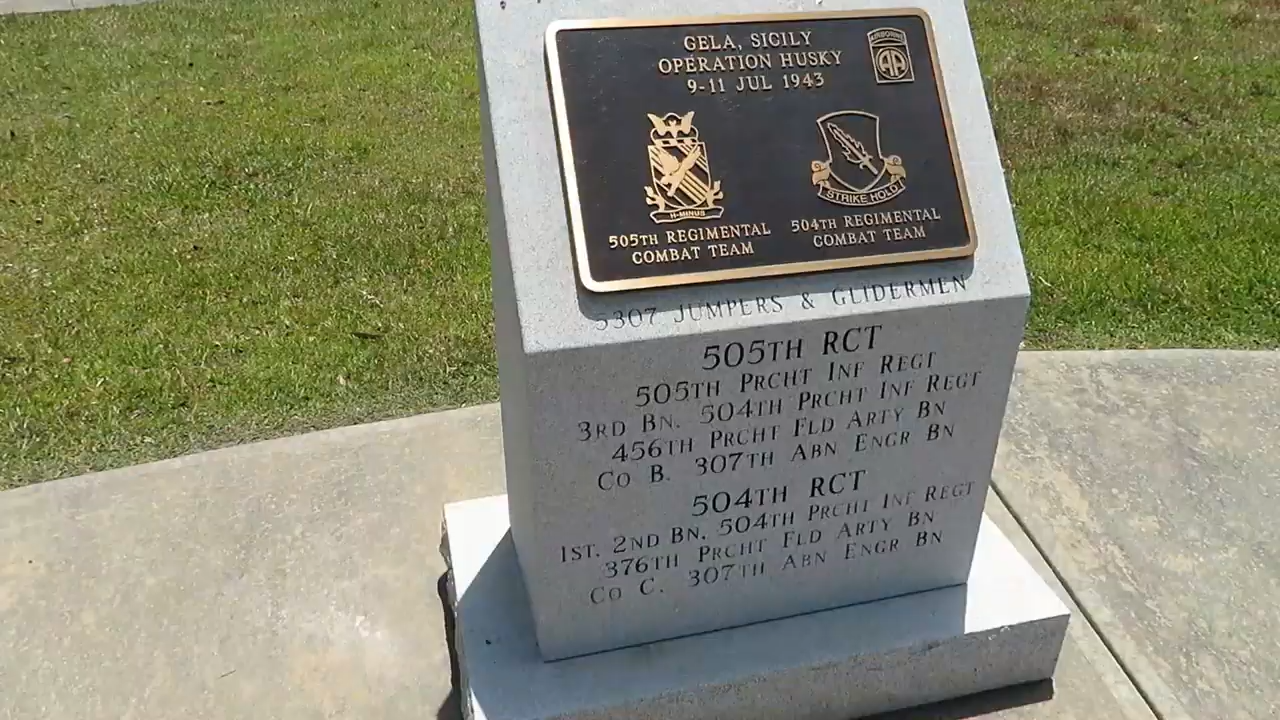 GELA, SICILY
OPERATION HUSKY
9-11 JUL 1943
AIRBORNE
AA
H-MINUS
STRIKE HOLD
505TH REGIMENTAL
COMBAT TEAM
504TH REGIMENTAL
COMBAT TEAM
5307 JUMPERS & GLIDERMEN
505TH RCT
505TH PRCHT INF REGT
3RD BN. 504TH PRCHT INF REGT
456TH PRCHT FLD ARTY BN
CO B. 307TH ABN ENGR BN
504TH RCT
1ST. 2ND BN. 504TH PRCHT INF REGT
376TH PRCHT FLD ARTY BN
CO C. 307TH ABN ENGR BN